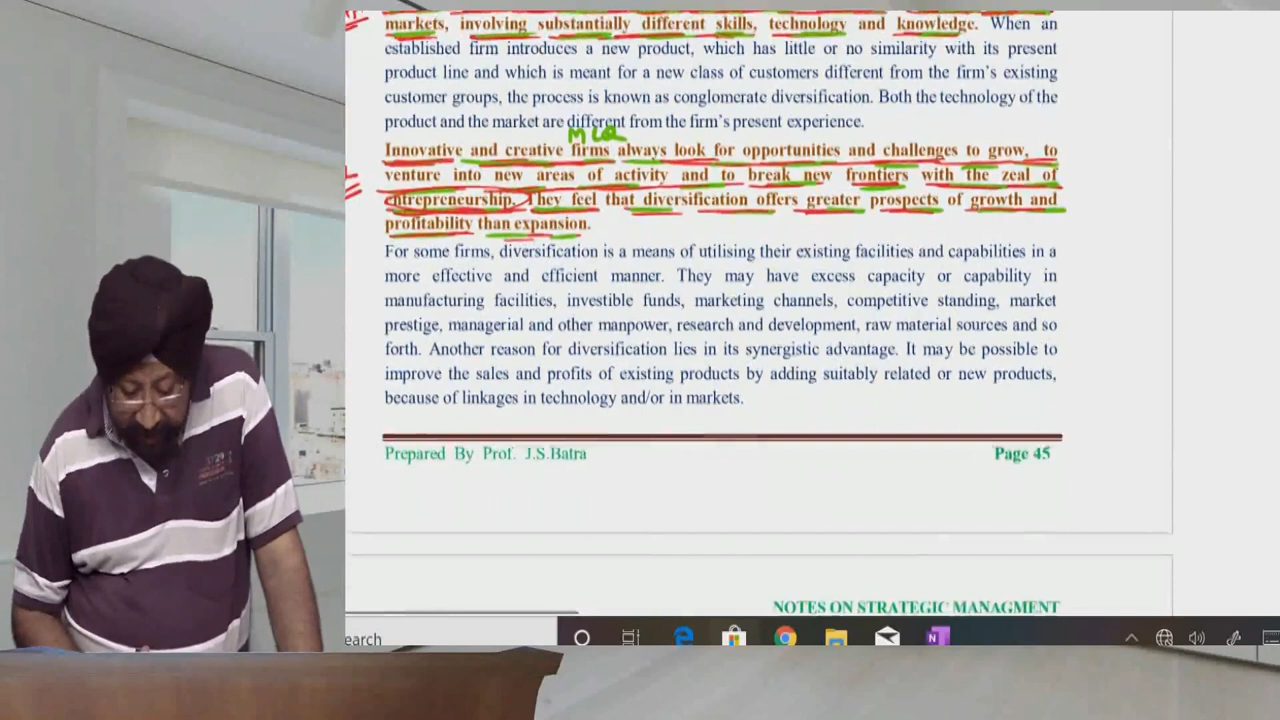 markets, involving substantially different skills, technology and knowledge. When an
established firm introduces a new product, which has little or no similarity with its present
product line and which is meant for a new class of customers different from the firm's existing
customer groups, the process is known as conglomerate diversification. Both the technology of the
product and the market are different from the firm's present experience.
MCQ
Innovative and creative firms always look for opportunities and challenges to grow, to
venture into new areas of activity and to break new frontiers with the zeal of
entrepreneurship. They feel that diversification offers greater prospects of growth and
profitability than expansion.
For some firms, diversification is a means of utilising their existing facilities and capabilities in a
more effective and efficient manner. They may have excess capacity or capability in
manufacturing facilities, investible funds, marketing channels, competitive standing, market
prestige, managerial and other manpower, research and development, raw material sources and so
forth. Another reason for diversification lies in its synergistic advantage. It may be possible to
improve the sales and profits of existing products by adding suitably related or new products,
because of linkages in technology and/or in markets.
Prepared By Prof. J.S.Batra Page 45
NOTES ON STRATEGIC MANAGMENT
earch